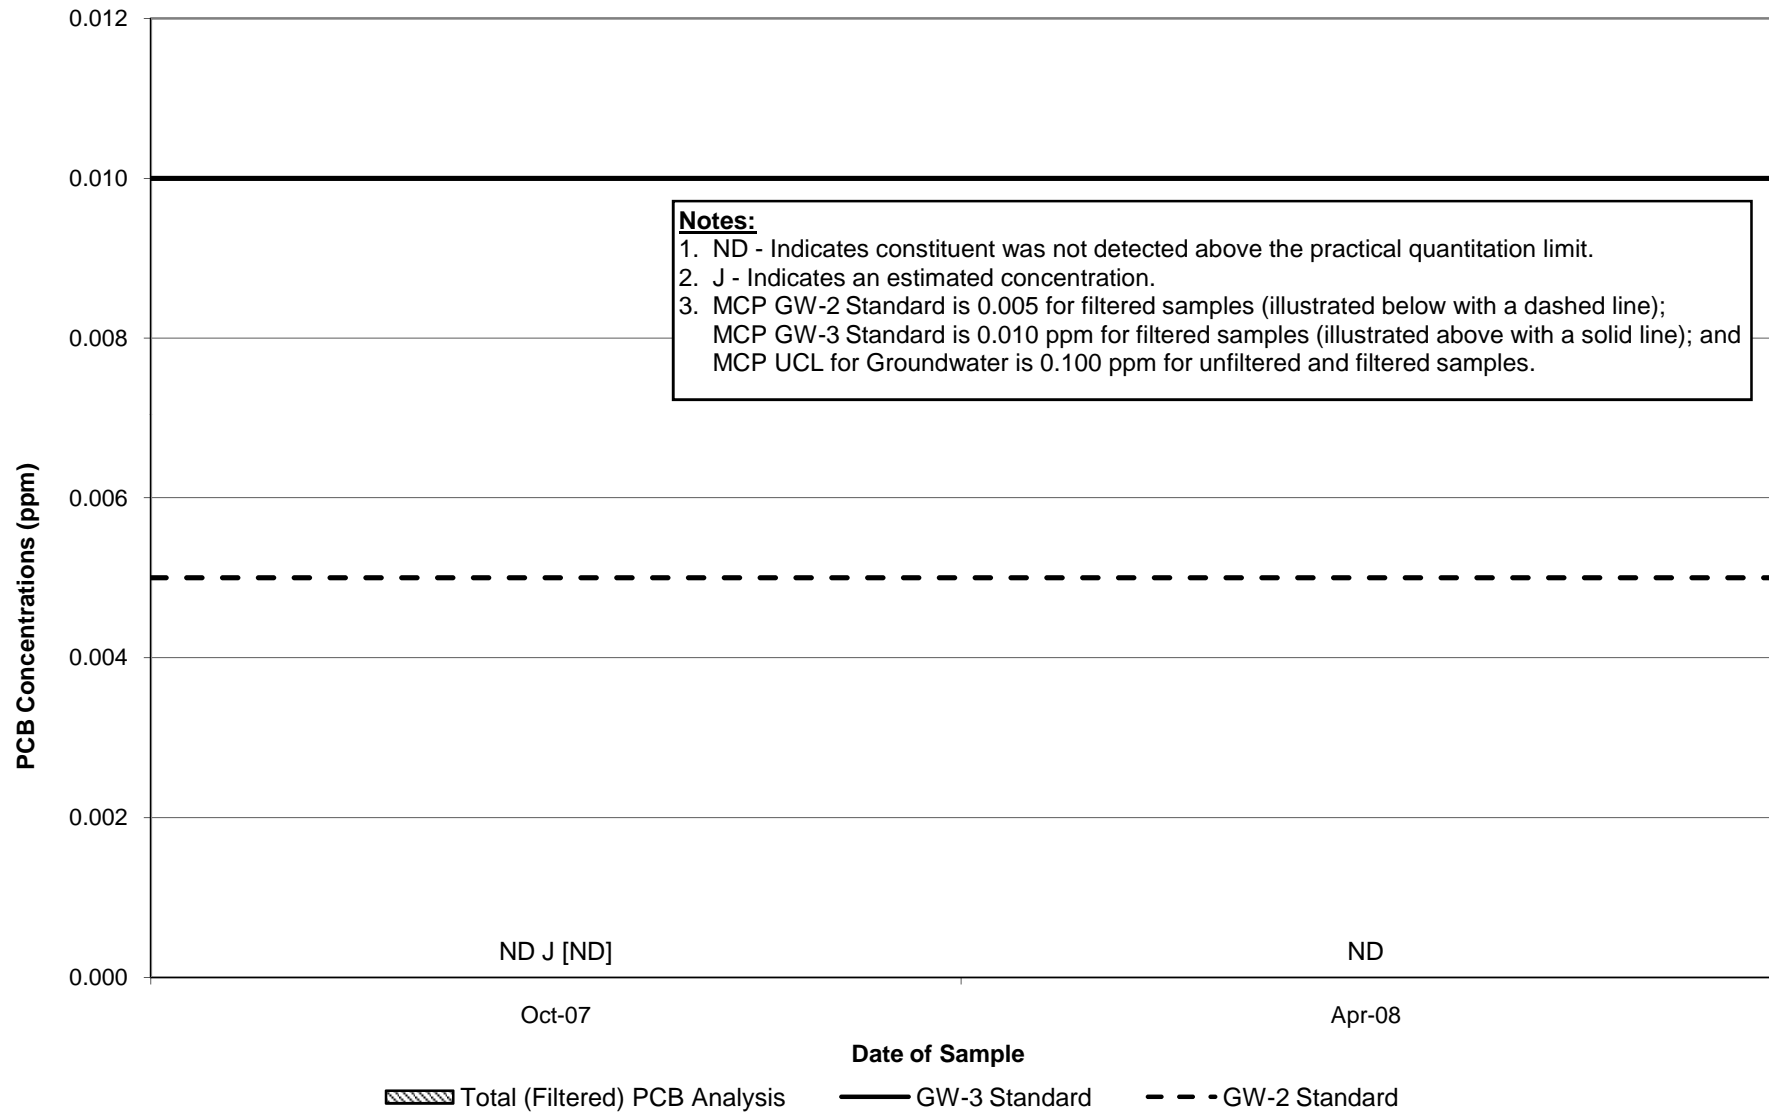 0.012
0.010
Notes:
1. ND - Indicates constituent was not detected above the practical quantitation limit.
2. J - Indicates an estimated concentration.
3. MCP GW-2 Standard is 0.005 for filtered samples (illustrated below with a dashed line);
MCP GW-3 Standard is 0.010 ppm for filtered samples (illustrated above with a solid line); and
MCP UCL for Groundwater is 0.100 ppm for unfiltered and filtered samples.
0.008
0.006
0.004
0.002
0.000
PCB Concentrations (ppm)
ND J [ND]
ND
Oct-07
Apr-08
Date of Sample
Total (Filtered) PCB Analysis
GW-3 Standard
GW-2 Standard